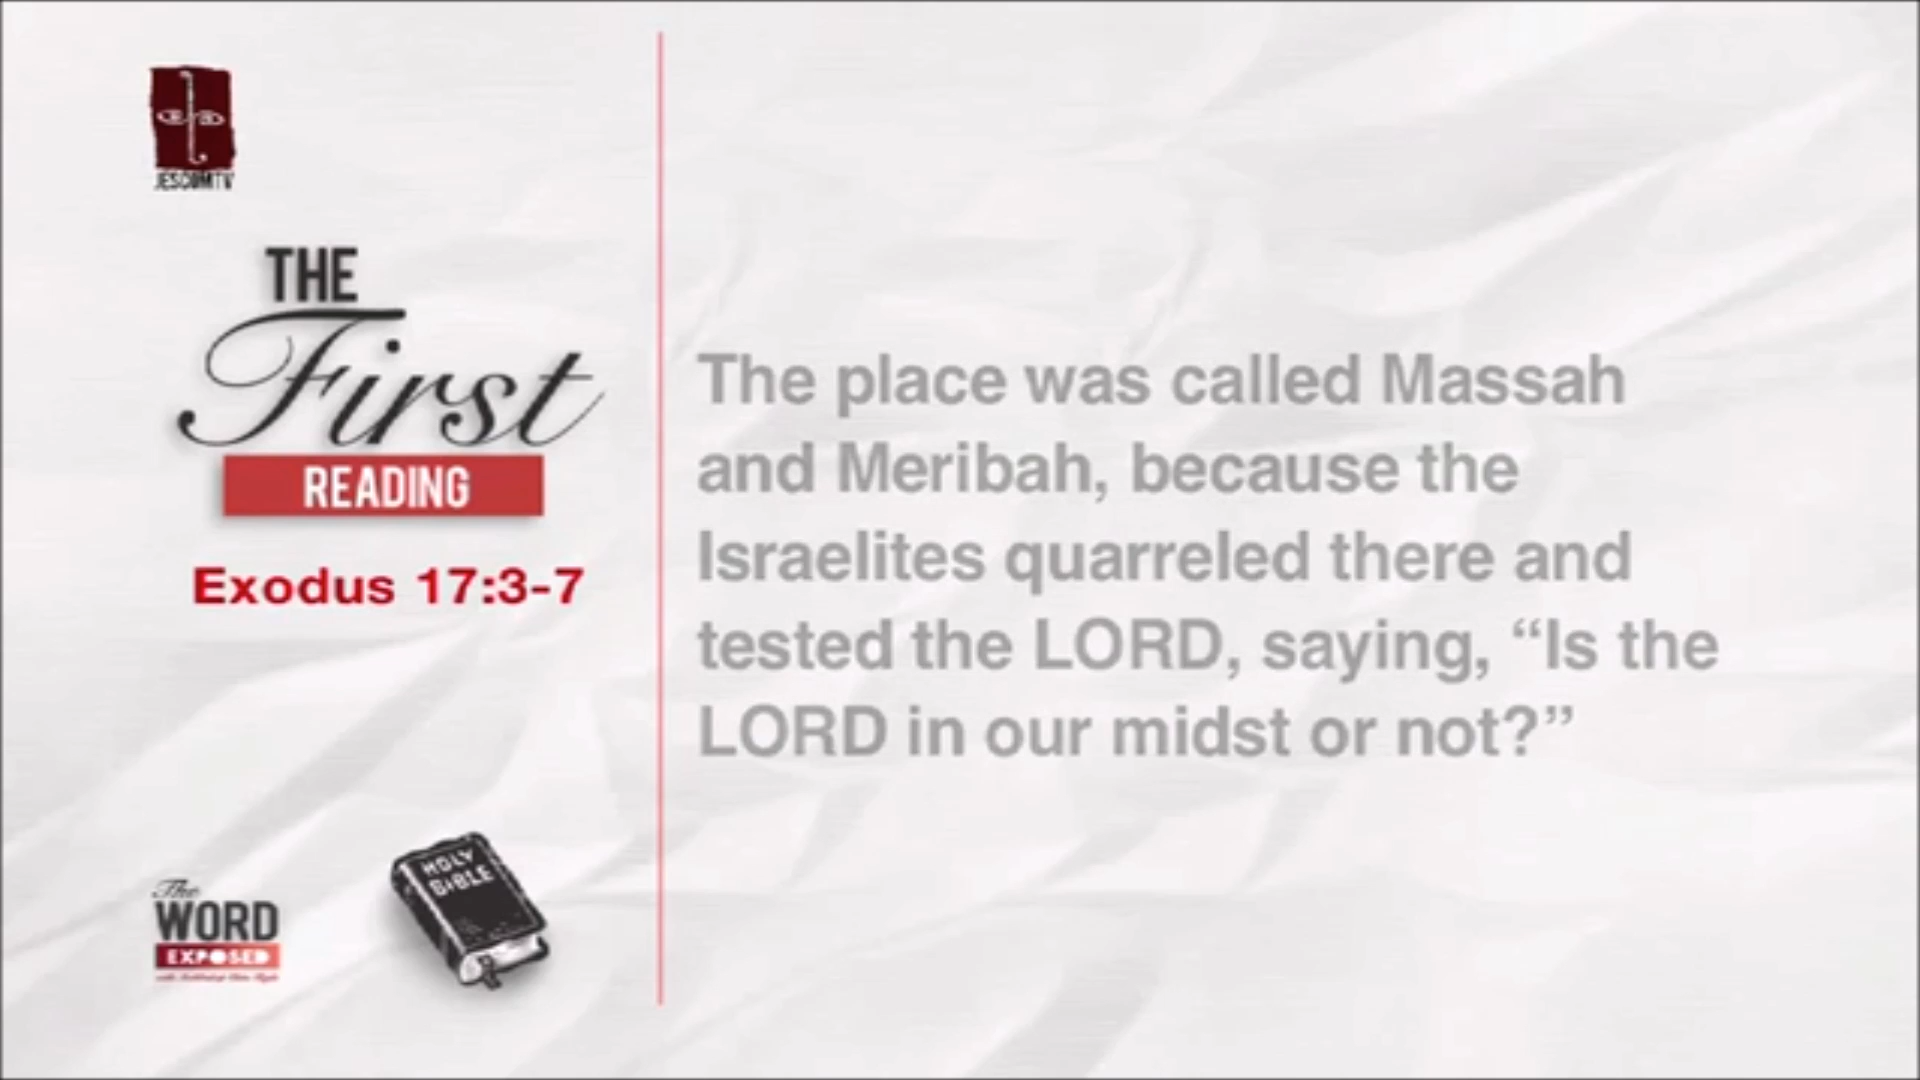 JESCOMTV
THE
First
READING
Exodus 17:3-7
The place was called Massah
and Meribah, because the
Israelites quarreled there and
tested the LORD, saying, “Is the
LORD in our midst or not?”
HOLY
BIBLE
The
WORD
EXPOSED